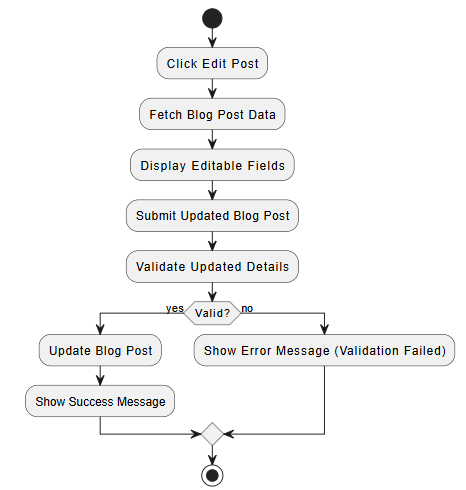 Click Edit Post
Fetch Blog Post Data
Display Editable Fields
Submit Updated Blog Post
Validate Updated Details
yes
Valid?
no
Update Blog Post
Show Error Message (Validation Failed)
Show Success Message